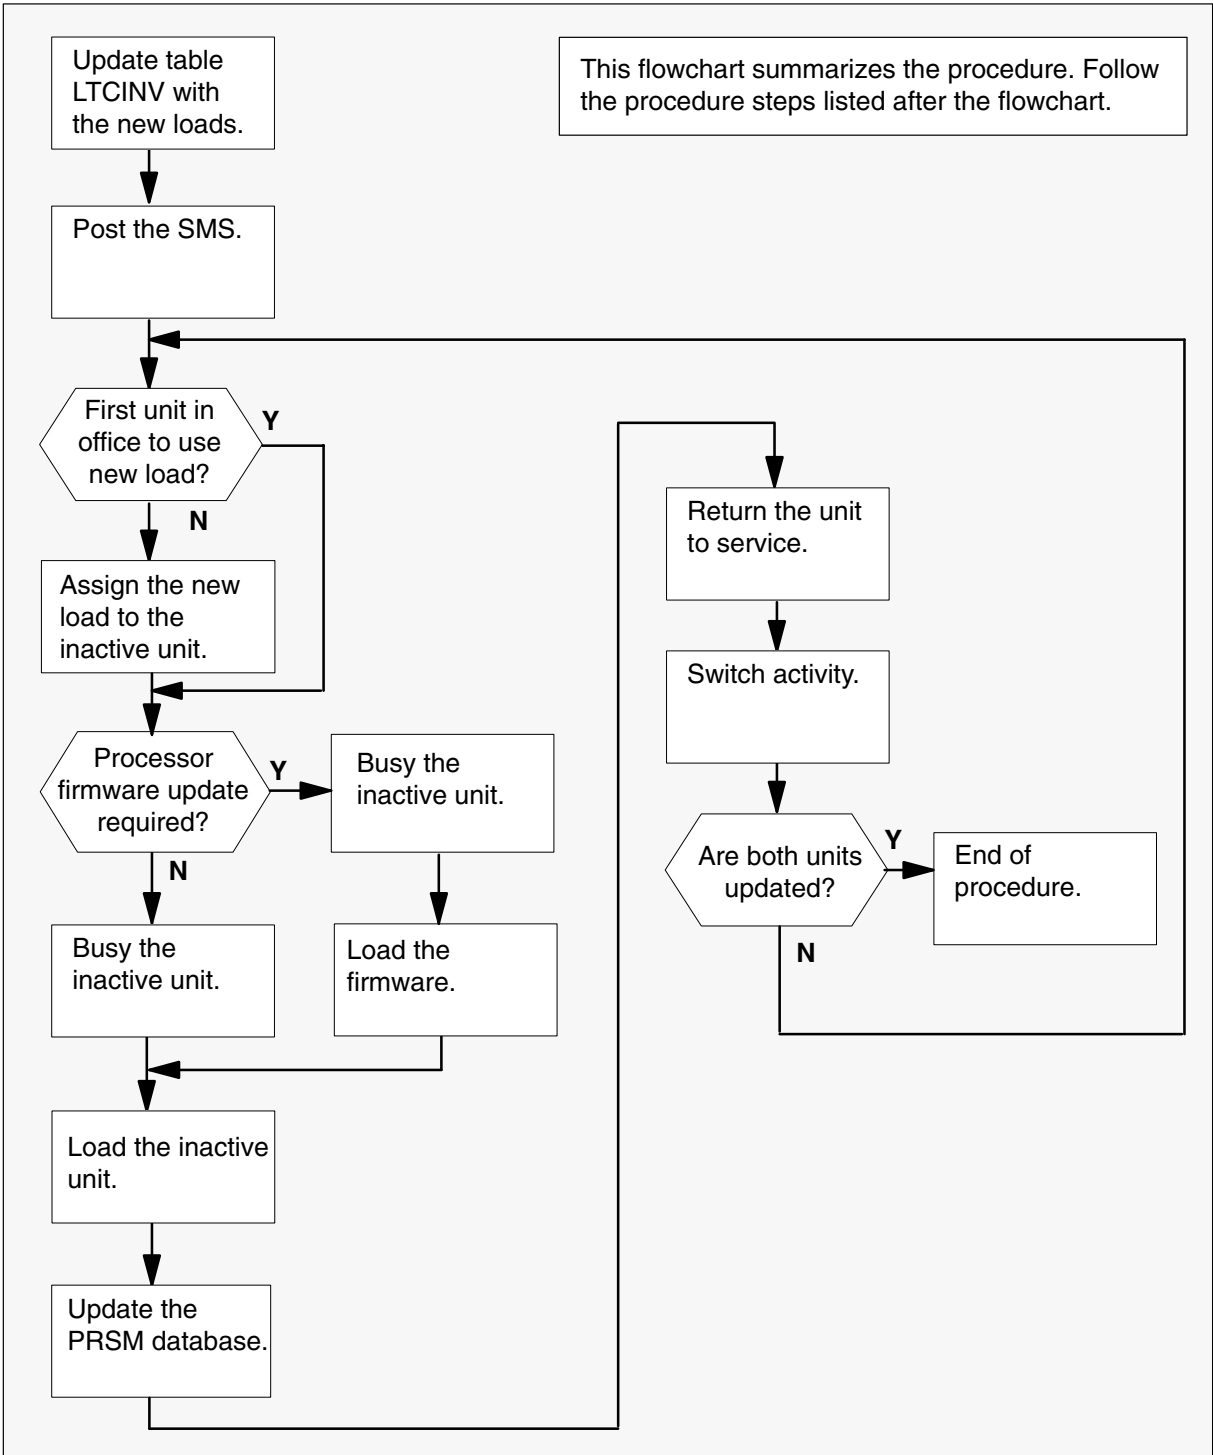 Update table
LTCINV with
the new loads.
This flowchart summarizes the procedure. Follow
the procedure steps listed after the flowchart.
Post the SMS.
First unit in
office to use
new load?
Y
N
Assign the new
load to the
inactive unit.
Processor
firmware update
required?
Y
N
Busy the
inactive unit.
Busy the
inactive unit.
Load the
firmware.
Load the inactive
unit.
Update the
PRSM database.
Return the unit
to service.
Switch activity.
Are both units
updated?
Y
N
End of
procedure.